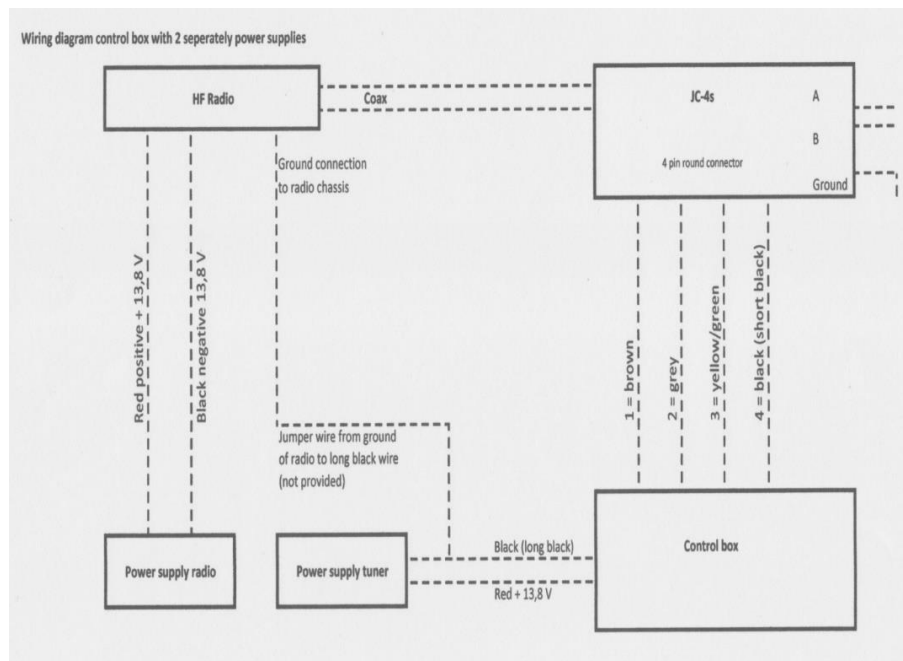 Wiring diagram control box with 2 seperately power supplies
HF Radio
Coax
JC-4s
A
B
4 pin round connector
Ground
Ground connection
to radio chassis
Red positive + 13,8 V
Black negative 13,8 V
1 = brown
2 = grey
3 = yellow/green
4 = black (short black)
Jumper wire from ground
of radio to long black wire
(not provided)
Power supply radio
Power supply tuner
Black (long black)
Red + 13,8 V
Control box